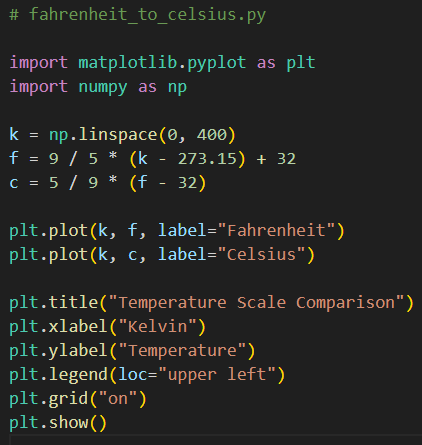 # fahrenheit_to_celsius.py
import matplotlib.pyplot as plt
import numpy as np
k = np.linspace(0, 400)
f = 9 / 5 * (k - 273.15) + 32
c = 5 / 9 * (f - 32)
plt.plot(k, f, label="Fahrenheit")
plt.plot(k, c, label="Celsius")
plt.title("Temperature Scale Comparison")
plt.xlabel("Kelvin")
plt.ylabel("Temperature")
plt.legend(loc="upper left")
plt.grid("on")
plt.show()